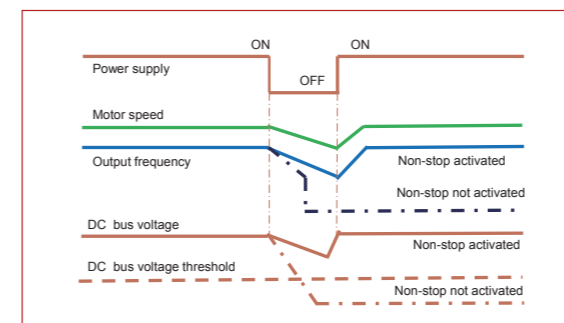 ON
ON
OFF
Power supply
Motor speed
Output frequency
Non-stop activated
Non-stop not activated
DC bus voltage
Non-stop activated
DC bus voltage threshold
Non-stop not activated